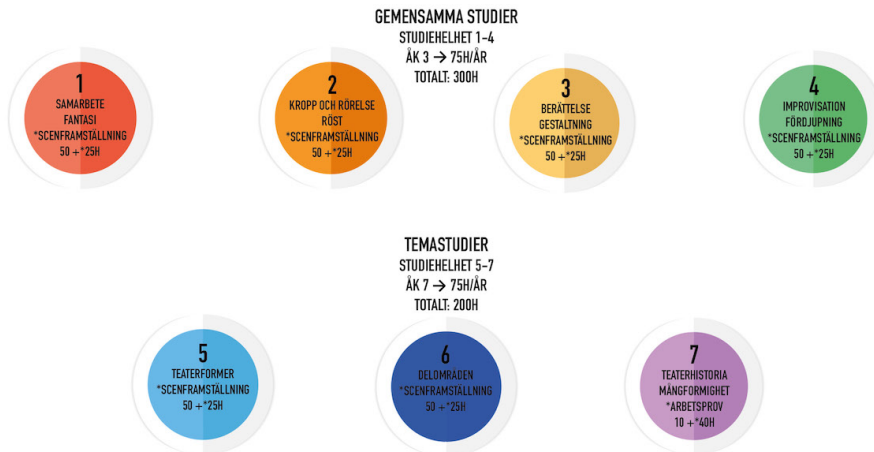 GEMENSAMMA STUDIER
STUDIEHELHET 1-4
ÅK 3 → 75H/ÅR
TOTALT: 300H
1
SAMARBETE
FANTASI
*SCENFRAMSTÄLLNING
50 +*25H
2
KROPP OCH RÖRELSE
RÖST
*SCENFRAMSTÄLLNING
50 +*25H
3
BERÄTTELSE
GESTALTNING
*SCENFRAMSTÄLLNING
50 +*25H
4
IMPROVISATION
FÖRDJUPNING
*SCENFRAMSTÄLLNING
50 +*25H
TEMASTUDIER
STUDIEHELHET 5-7
ÅK 7 → 75H/ÅR
TOTALT: 200H
5
TEATERFORMER
*SCENFRAMSTÄLLNING
50 +*25H
6
DELOMRÅDEN
*SCENFRAMSTÄLLNING
50 +*25H
7
TEATERHISTORIA
MÅNGFORMIGHET
*ARBETSPROV
10 +*40H